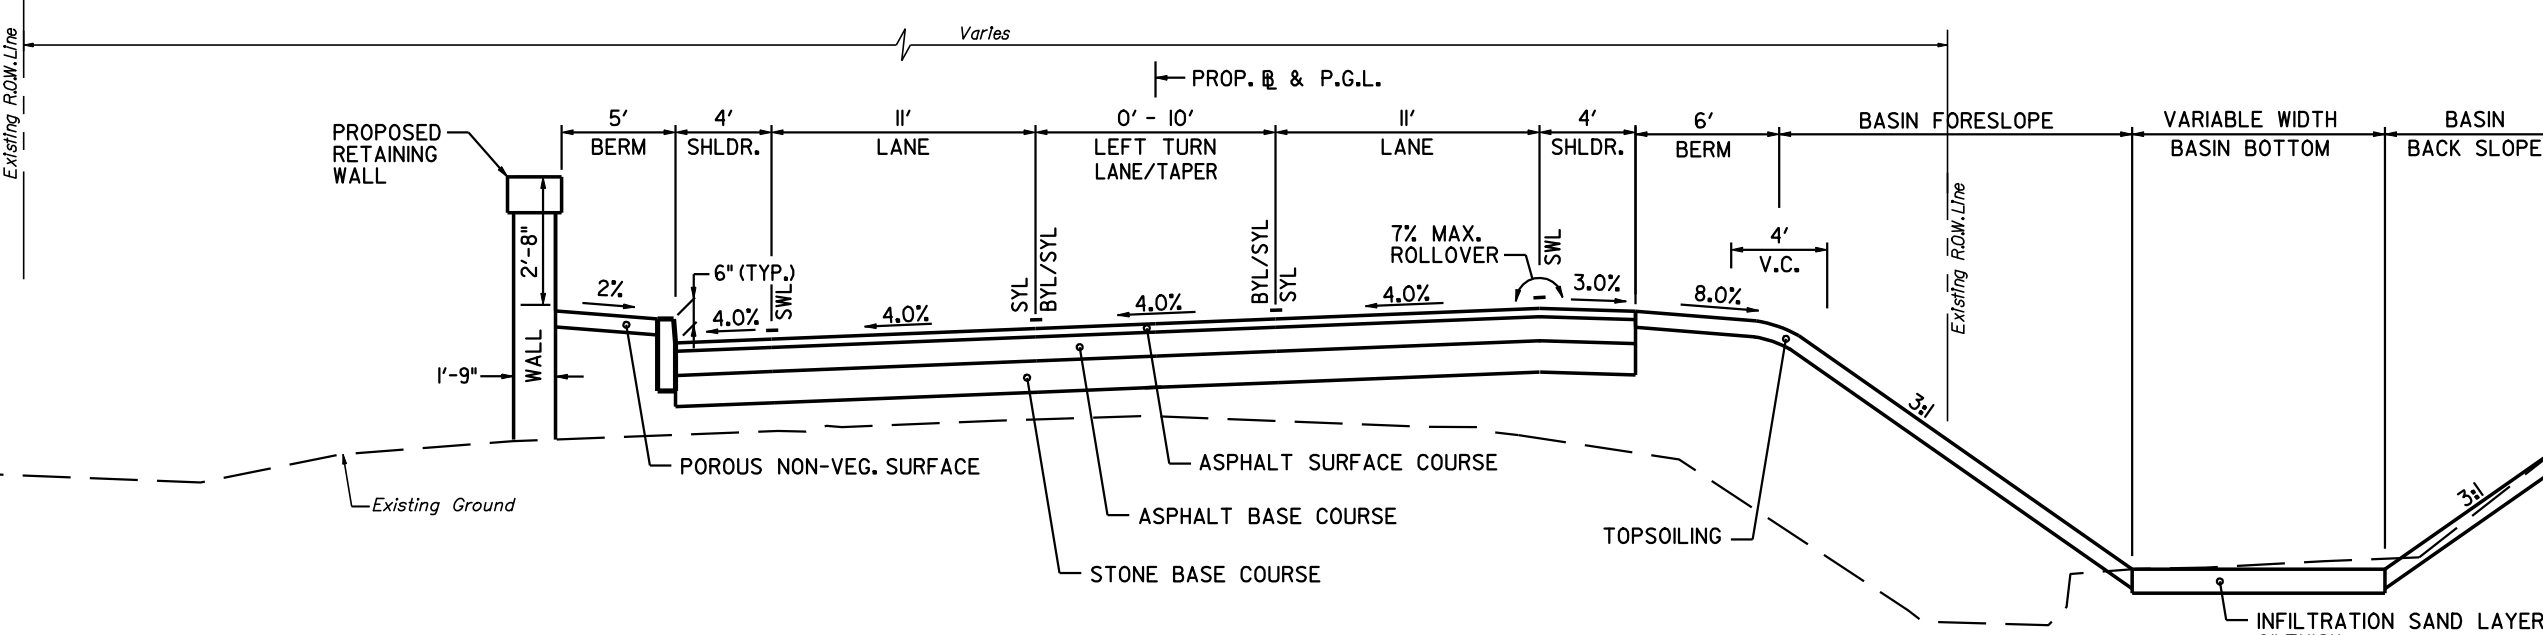 Varies
Existing R.O.W. Line
PROP. & P.G.L.
PROPOSED
RETAINING
WALL
5'
BERM
4'
SHLDR.
11'
LANE
0' - 10'
LEFT TURN
LANE/TAPER
11'
LANE
4'
SHLDR.
6'
BERM
BASIN FORESLOPE
VARIABLE WIDTH
BASIN BOTTOM
BASIN
BACK SLOPE
Existing R.O.W. Line
2'-8"
WALL
1'-9"
2%
6" (TYP.)
4.0%
SWL
4.0%
SYL
BYL/SYL
4.0%
BYL/SYL
SYL
4.0%
7% MAX.
ROLLOVER
SWL
3.0%
8.0%
4'
V.C.
3:1
3:1
POROUS NON-VEG. SURFACE
ASPHALT SURFACE COURSE
ASPHALT BASE COURSE
STONE BASE COURSE
TOPSOILING
Existing Ground
INFILTRATION SAND LAYER